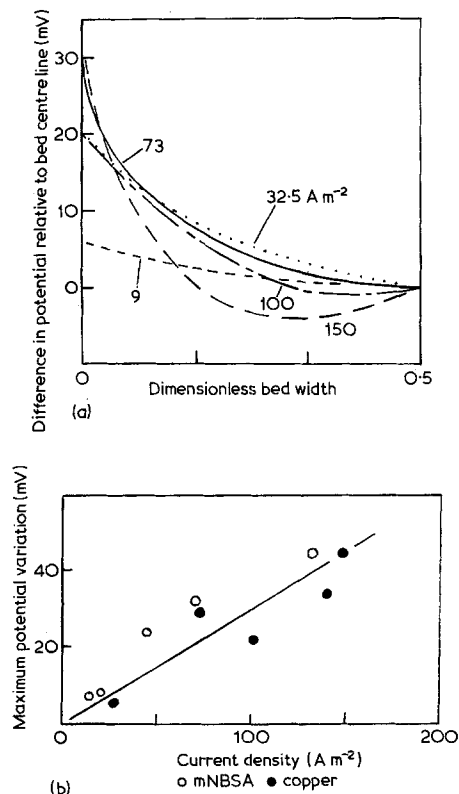 Difference in potential relative to bed centre line (mV)
30
20
10
0
73
32·5 A m⁻²
9
100
150
0
0·5
Dimensionless bed width
(a)
Maximum potential variation (mV)
40
20
0
100
200
Current density (A m⁻²)
(b)
○ mNBSA ● copper